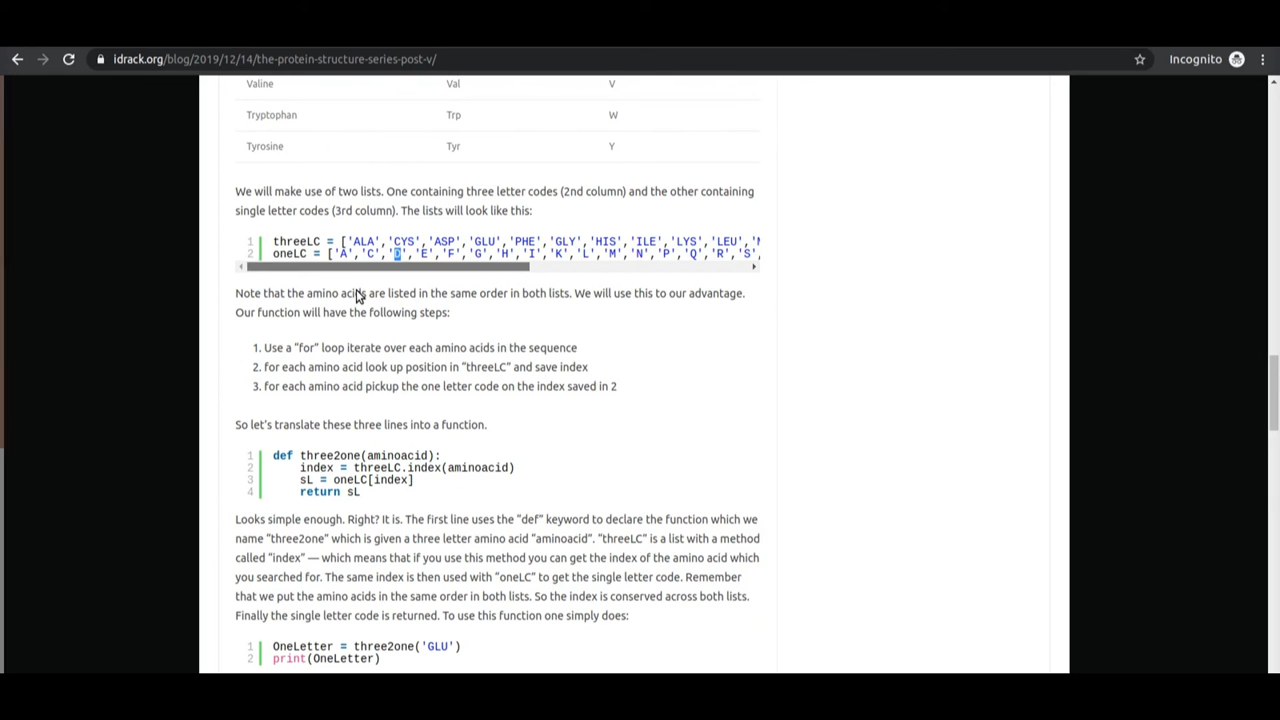 idrack.org/blog/2019/12/14/the-protein-structure-series-post-v/
Incognito
Valine Val V
Tryptophan Trp W
Tyrosine Tyr Y
We will make use of two lists. One containing three letter codes (2nd column) and the other containing
single letter codes (3rd column). The lists will look like this:
1 threeLC = ['ALA','CYS','ASP','GLU','PHE','GLY','HIS','ILE','LYS','LEU','
2 oneLC = ['A','C','D','E','F','G','H','I','K','L','M','N','P','Q','R','S',
Note that the amino acids are listed in the same order in both lists. We will use this to our advantage.
Our function will have the following steps:
1. Use a "for" loop iterate over each amino acids in the sequence
2. for each amino acid look up position in "threeLC" and save index
3. for each amino acid pickup the one letter code on the index saved in 2
So let's translate these three lines into a function.
1 def three2one(aminoacid):
2 index = threeLC.index(aminoacid)
3 sL = oneLC[index]
4 return sL
Looks simple enough. Right? It is. The first line uses the "def" keyword to declare the function which we
name "three2one" which is given a three letter amino acid "aminoacid". "threeLC" is a list with a method
called "index" — which means that if you use this method you can get the index of the amino acid which
you searched for. The same index is then used with "oneLC" to get the single letter code. Remember
that we put the amino acids in the same order in both lists. So the index is conserved across both lists.
Finally the single letter code is returned. To use this function one simply does:
1 OneLetter = three2one('GLU')
2 print(OneLetter)